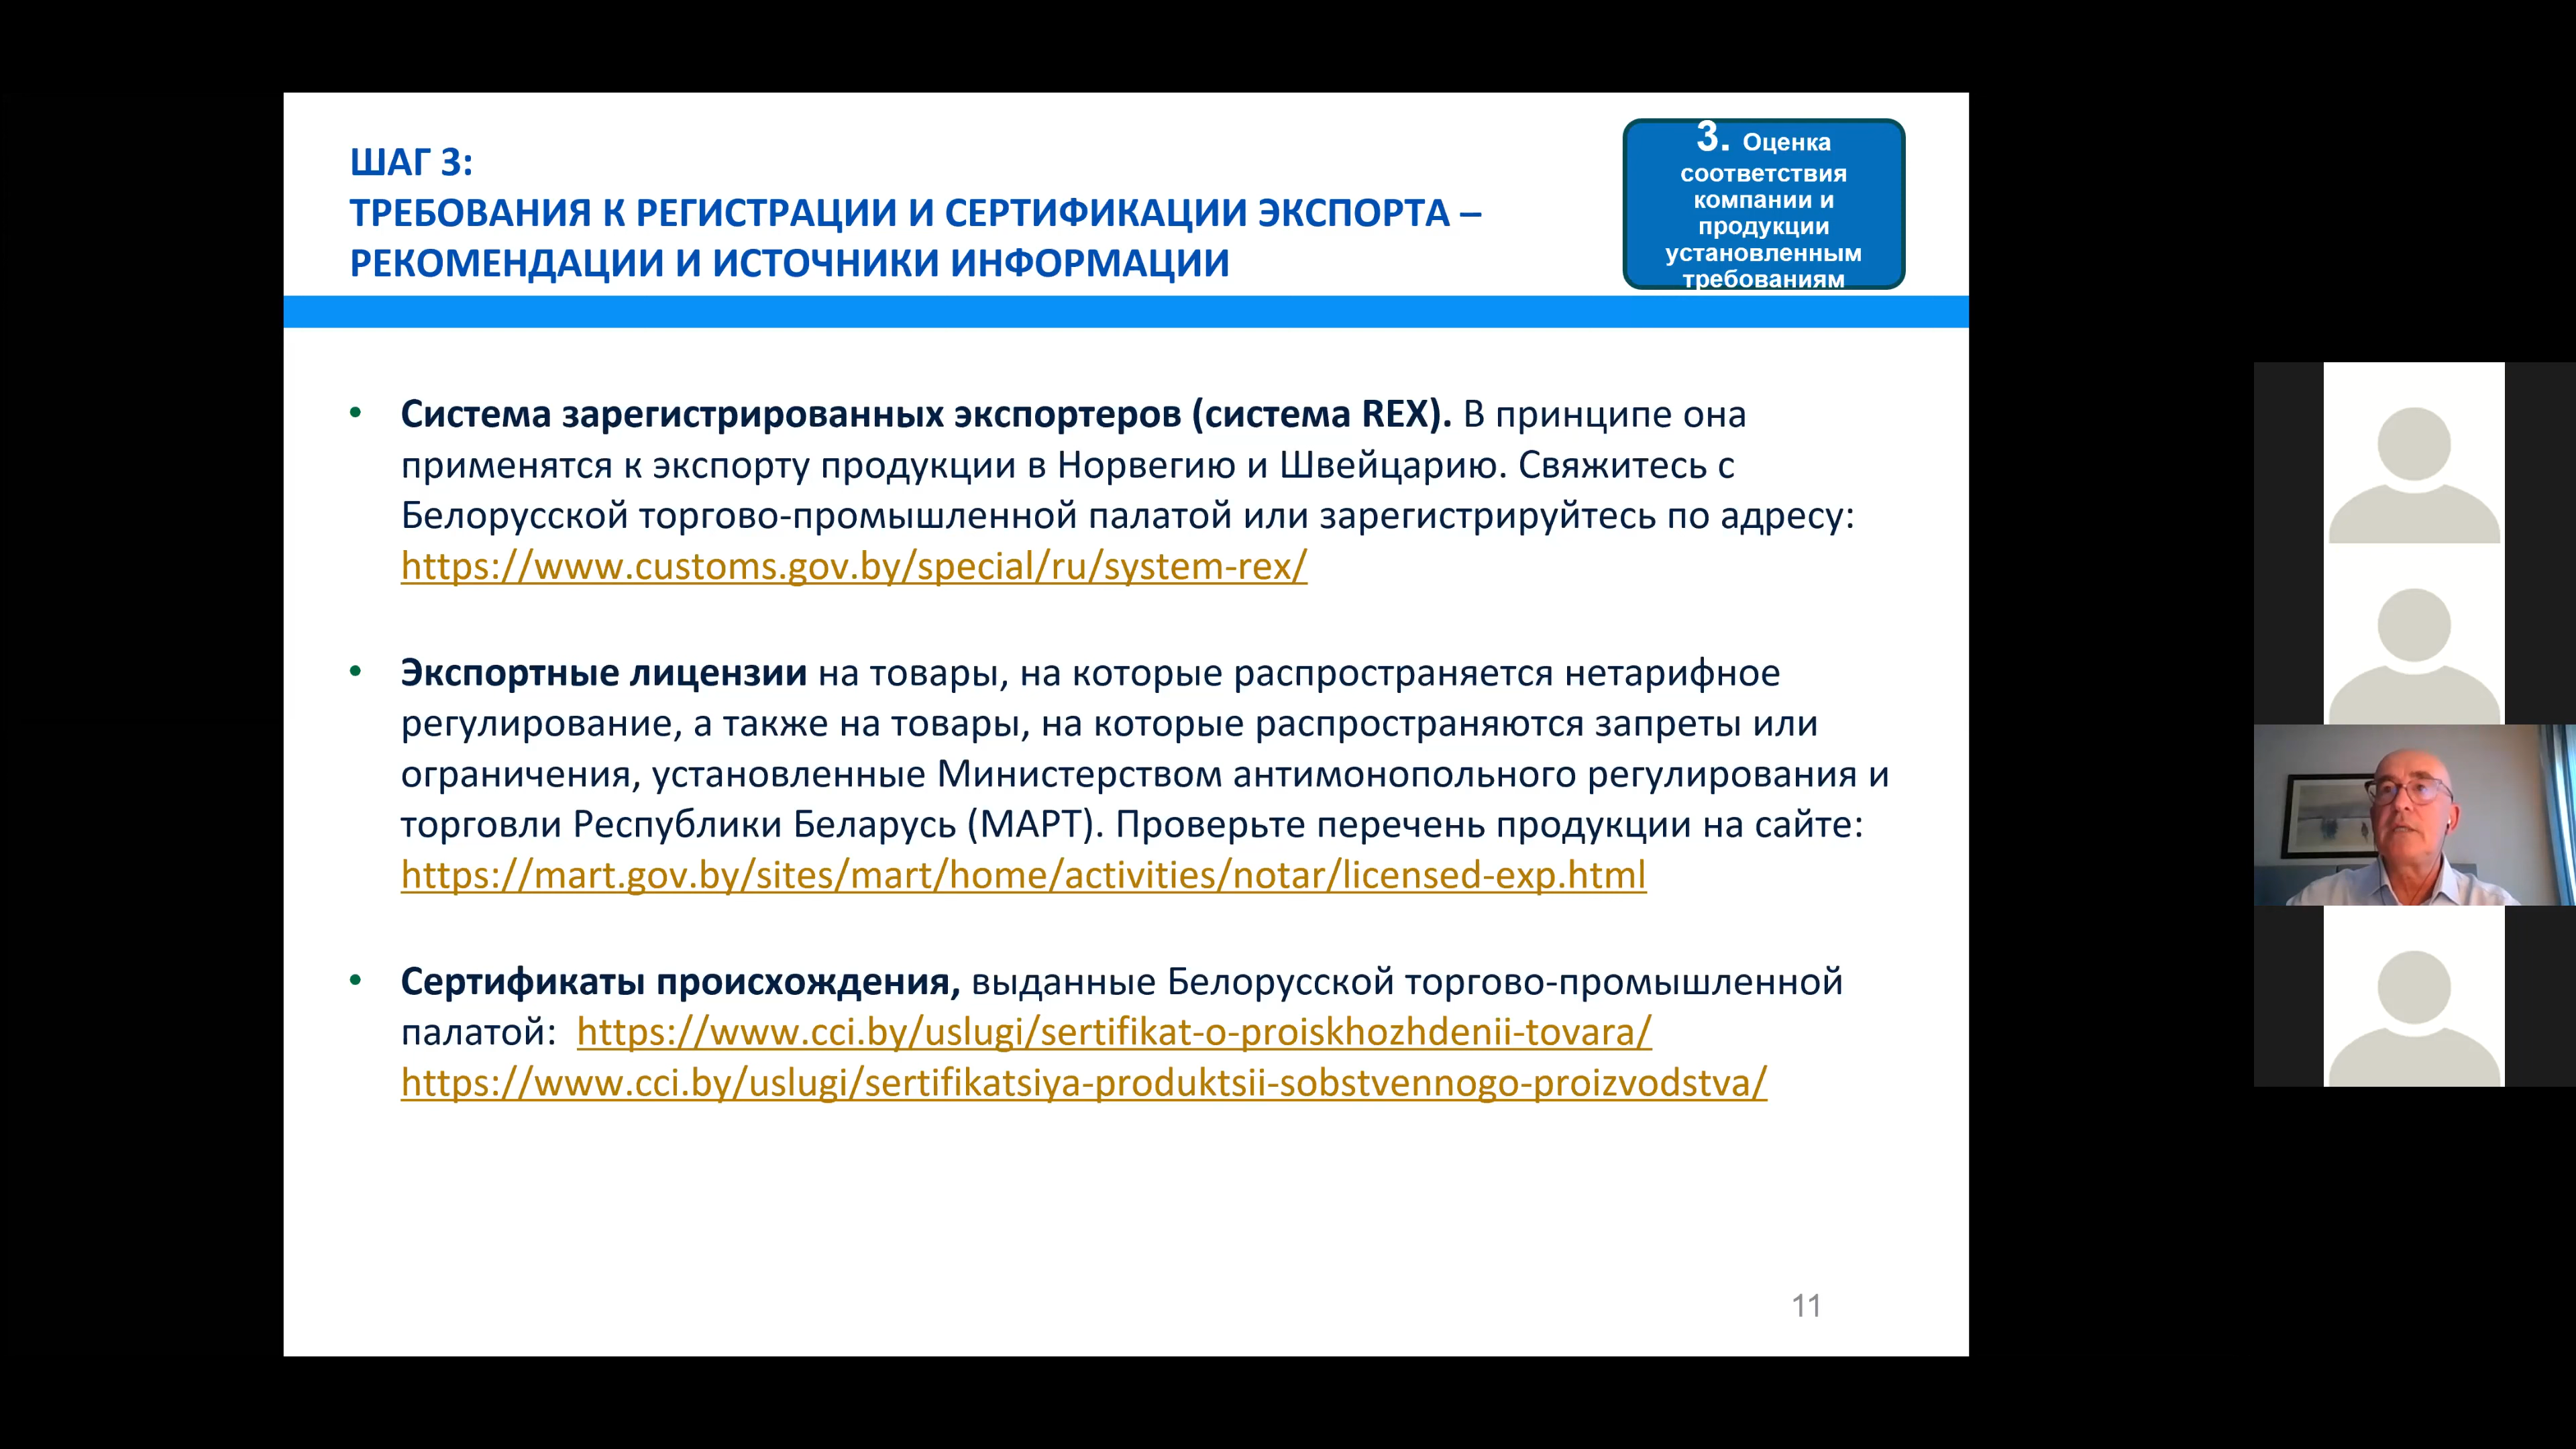 ШАГ 3:
ТРЕБОВАНИЯ К РЕГИСТРАЦИИ И СЕРТИФИКАЦИИ ЭКСПОРТА –
РЕКОМЕНДАЦИИ И ИСТОЧНИКИ ИНФОРМАЦИИ
3. Оценка
соответствия
компании и
продукции
установленным
требованиям
• Система зарегистрированных экспортеров (система REX). В принципе она
применятся к экспорту продукции в Норвегию и Швейцарию. Свяжитесь с
Белорусской торгово-промышленной палатой или зарегистрируйтесь по адресу:
https://www.customs.gov.by/special/ru/system-rex/
• Экспортные лицензии на товары, на которые распространяется нетарифное
регулирование, а также на товары, на которые распространяются запреты или
ограничения, установленные Министерством антимонопольного регулирования и
торговли Республики Беларусь (МАРТ). Проверьте перечень продукции на сайте:
https://mart.gov.by/sites/mart/home/activities/notar/licensed-exp.html
• Сертификаты происхождения, выданные Белорусской торгово-промышленной
палатой: https://www.cci.by/uslugi/sertifikat-o-proiskhozhdenii-tovara/
https://www.cci.by/uslugi/sertifikatsiya-produktsii-sobstvennogo-proizvodstva/
11